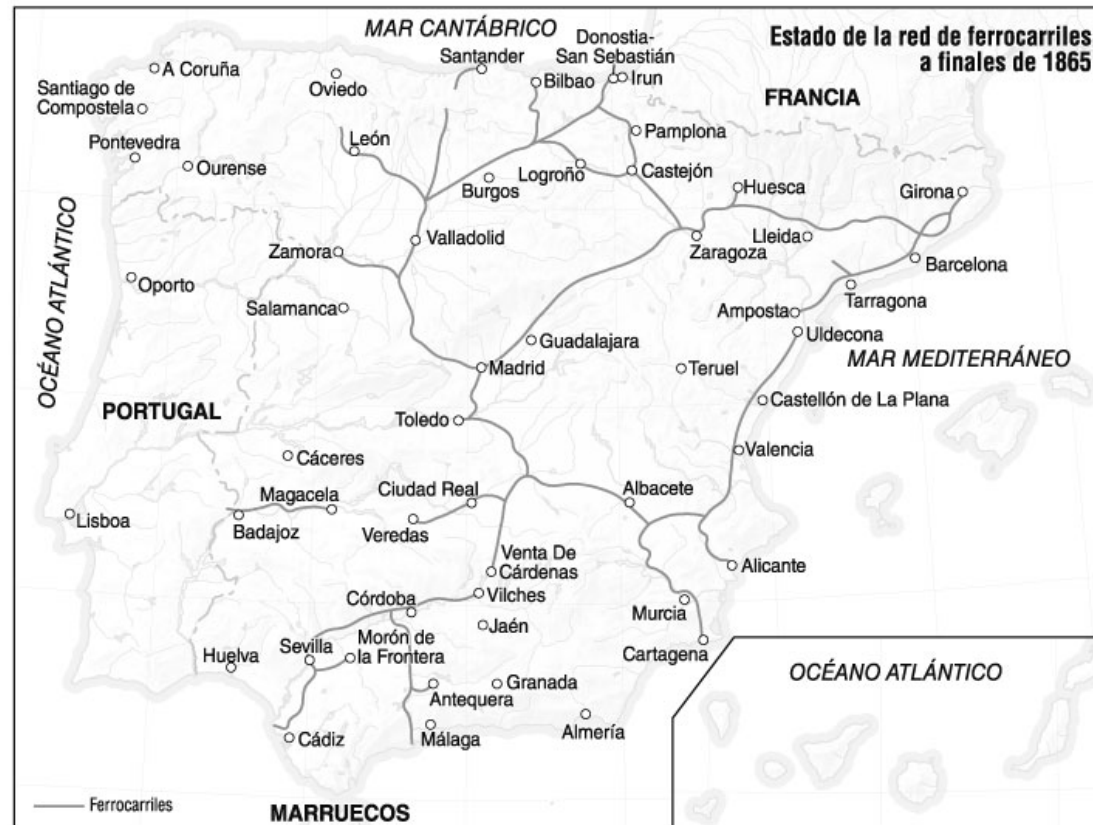 Estado de la red de ferrocarriles
a finales de 1865
MAR CANTÁBRICO
Donostia-
San Sebastián
Santander
Irun
Bilbao
A Coruña
Oviedo
FRANCIA
Santiago de
Compostela
Pamplona
Pontevedra
León
Ourense
Logroño
Castejón
Burgos
Huesca
Girona
Valladolid
Zaragoza
Lleida
Zamora
Barcelona
Oporto
Tarragona
OCÉANO ATLÁNTICO
Salamanca
Amposta
Uldecona
Guadalajara
MAR MEDITERRÁNEO
Madrid
Teruel
PORTUGAL
Castellón de La Plana
Toledo
Valencia
Cáceres
Magacela
Ciudad Real
Albacete
Lisboa
Badajoz
Veredas
Venta De
Cárdenas
Alicante
Vilches
Córdoba
Murcia
Jaén
Morón de
la Frontera
Sevilla
Huelva
Cartagena
Antequera
Granada
OCÉANO ATLÁNTICO
Cádiz
Málaga
Almería
Ferrocarriles
MARRUECOS